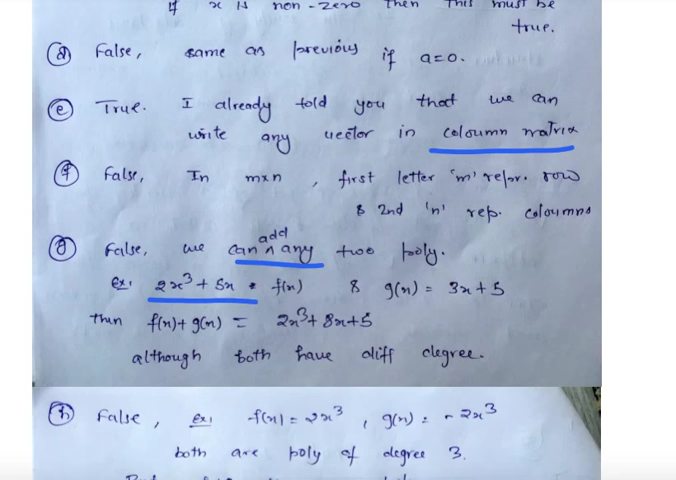 If x is non-zero then this must be
true.
(d) False, same as previous if a=0.
(e) True. I already told you that we can
write any vector in coloumn matrix
(f) False, In mxn, first letter 'm' repr. row
& 2nd 'n' rep. coloumns
(g) False, we can add any two poly.
Ex: 2x³ + 5x = f(x) & g(x) = 3x+5
then f(x)+g(x) = 2x³+8x+5
although both have diff degree.
(h) False, Ex: f(x) = 2x³, g(x) = -2x³
both are poly of degree 3.